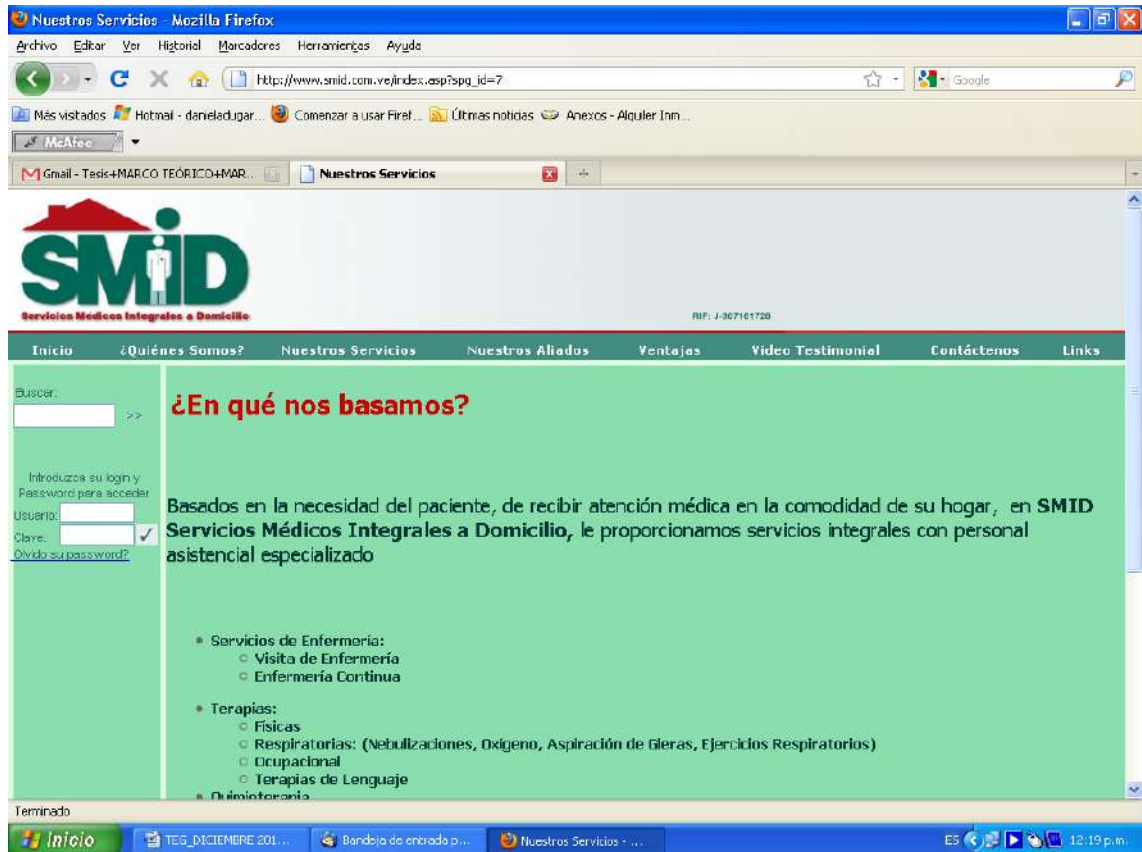 Nuestros Servicios - Mozilla Firefox
Archivo Editar Ver Historial Marcadores Herramientas Ayuda
http://www.smid.com.ve/index.asp?spg_id=7
Google
Más visitados Hotmail - danieladugar... Comenzar a usar Firef... Últimas noticias Anexos - Alquiler Inm...
McAfee
Gmail - Tesis+MARCO TEÓRICO+MAR... Nuestros Servicios
SMiD
Servicios Médicos Integrales a Domicilio
RIF: J-307161728
Inicio ¿Quiénes Somos? Nuestros Servicios Nuestros Aliados Ventajas Video Testimonial Contáctenos Links
Buscar:
>>
Introduzca su login y
Password para acceder
Usuario:
Clave:
Olvido su password?
¿En qué nos basamos?
Basados en la necesidad del paciente, de recibir atención médica en la comodidad de su hogar, en SMID
Servicios Médicos Integrales a Domicilio, le proporcionamos servicios integrales con personal
asistencial especializado
Servicios de Enfermería:
Visita de Enfermería
Enfermería Continua
Terapias:
Físicas
Respiratorias: (Nebulizaciones, Oxígeno, Aspiración de Gleras, Ejercicios Respiratorios)
Ocupacional
Terapias de Lenguaje
Quimioterapia
Terminado
Inicio TEG_DICIEMBRE 201... Bandeja de entrada p... Nuestros Servicios - ... ES 12:19 p.m.